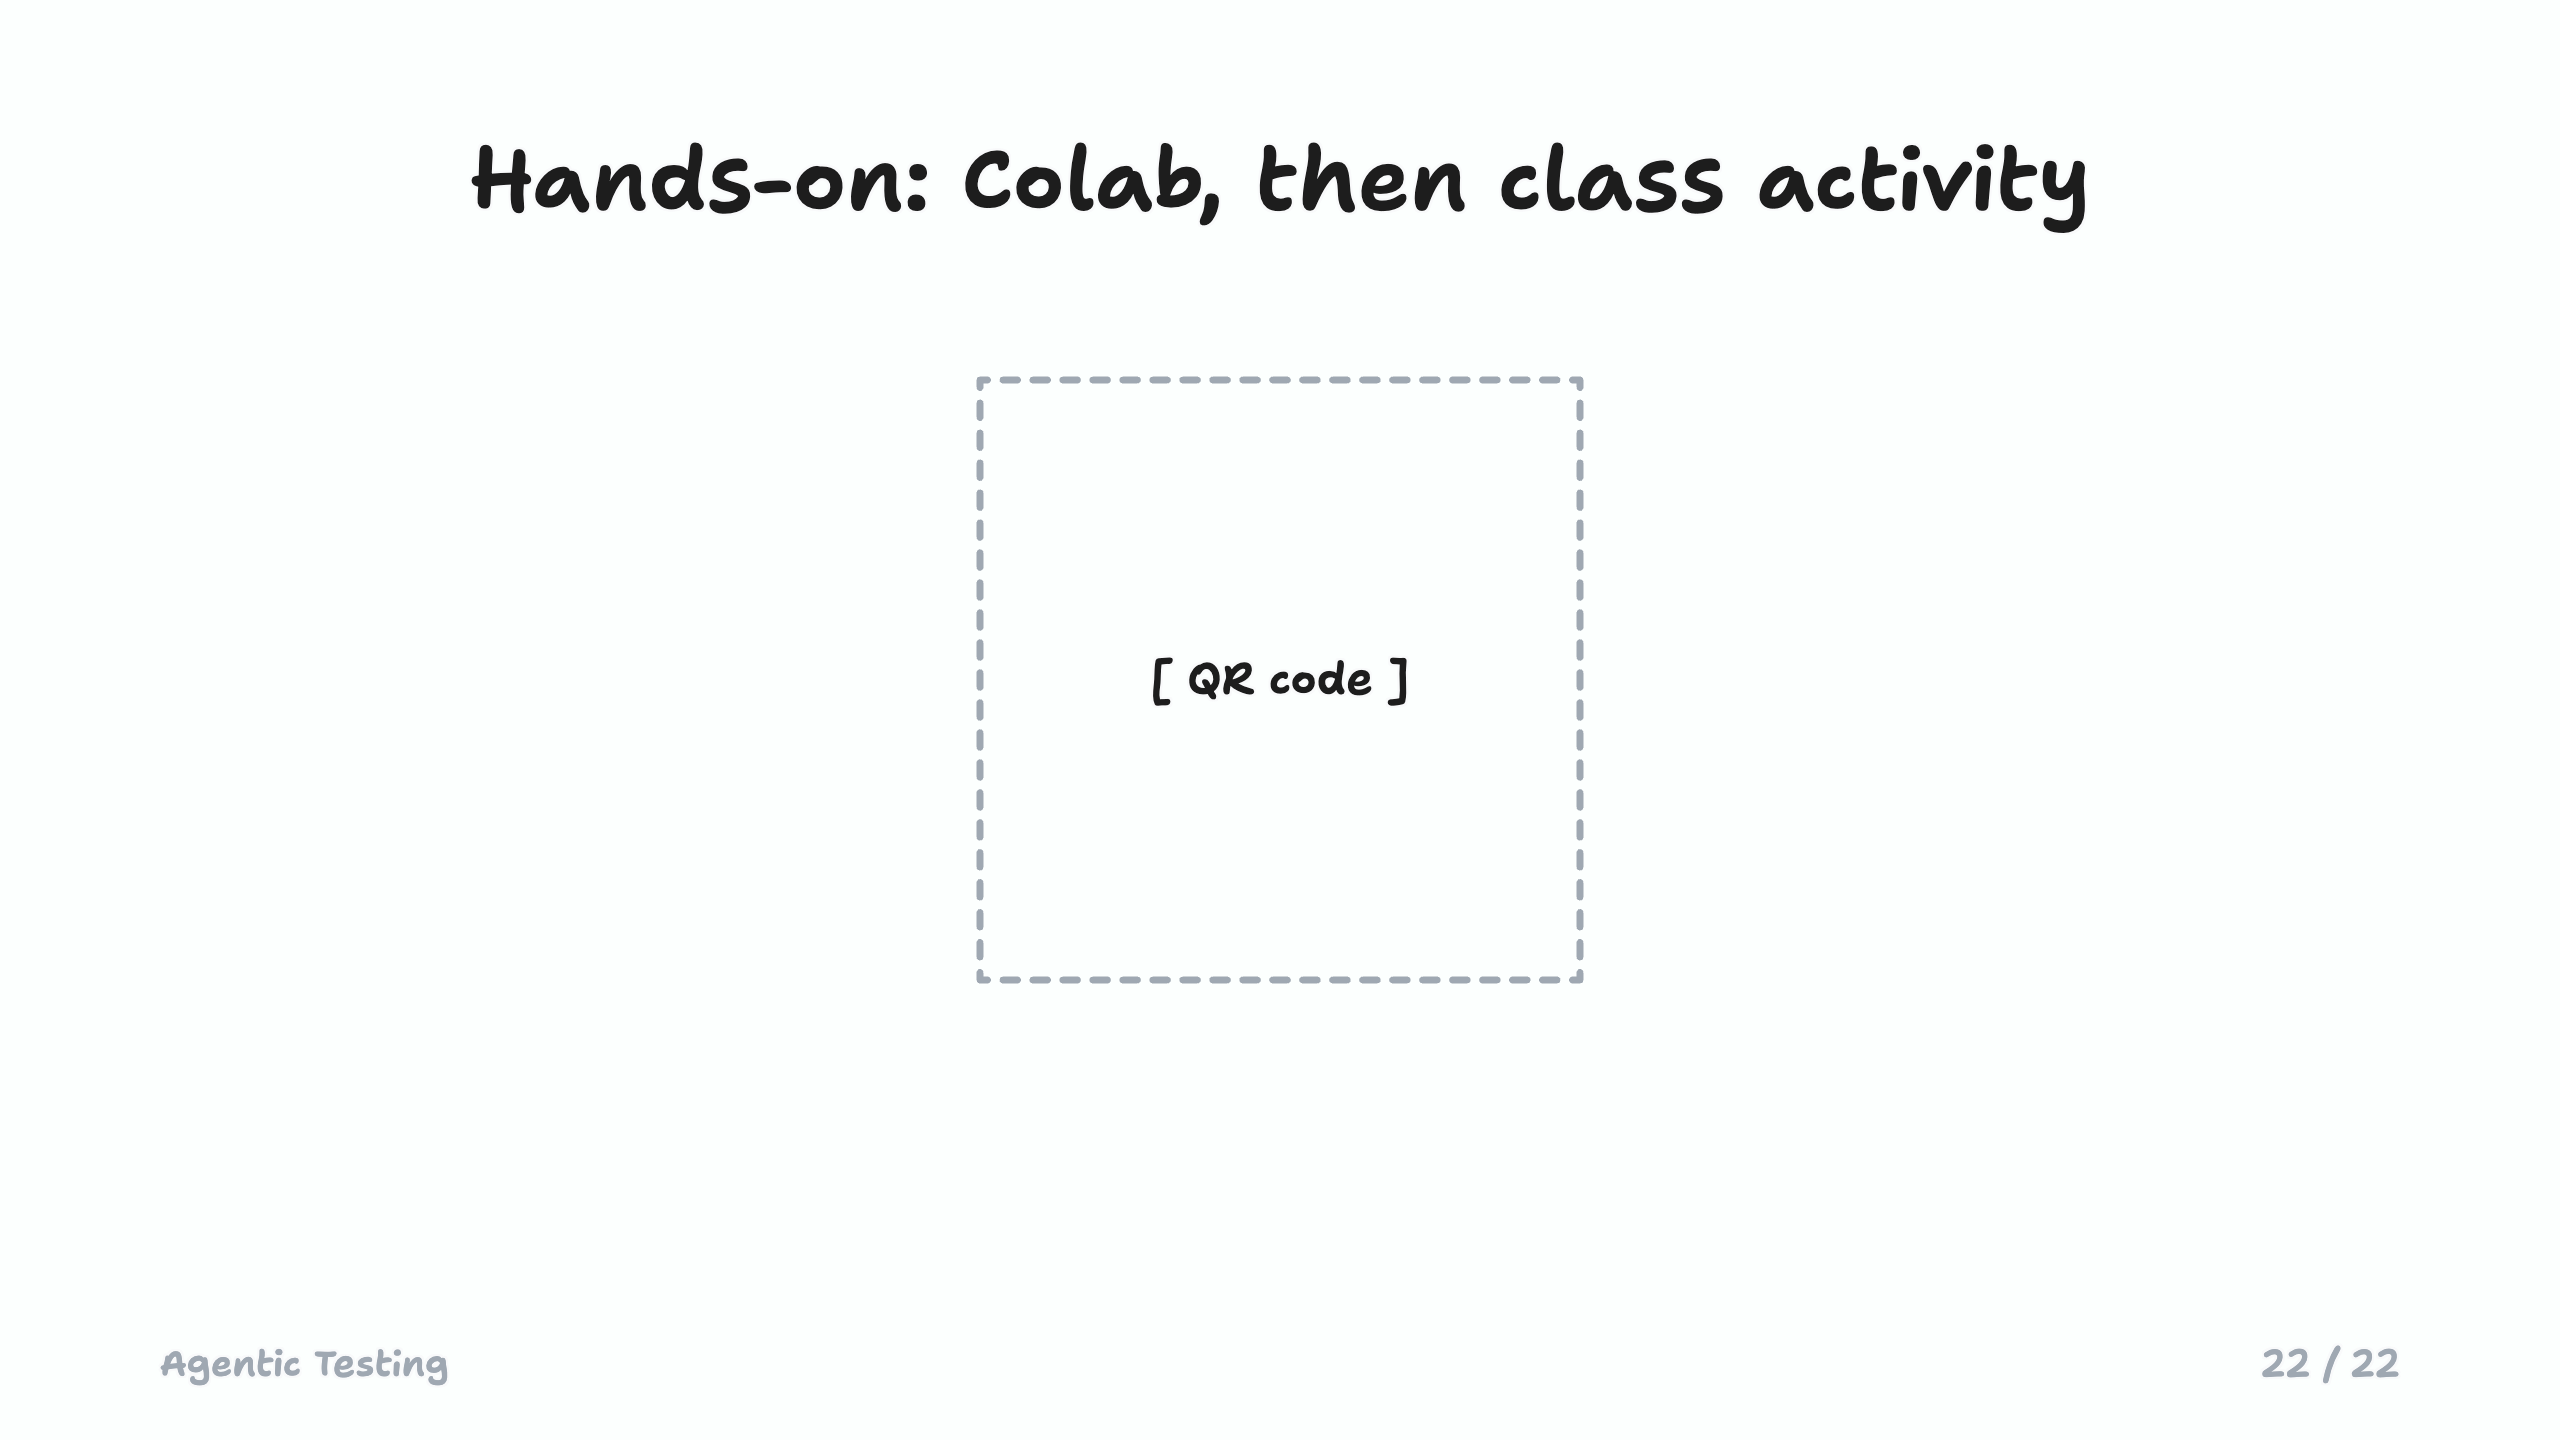 Hands-on: Colab, then class activity
[ QR code ]
Agentic Testing
22 / 22